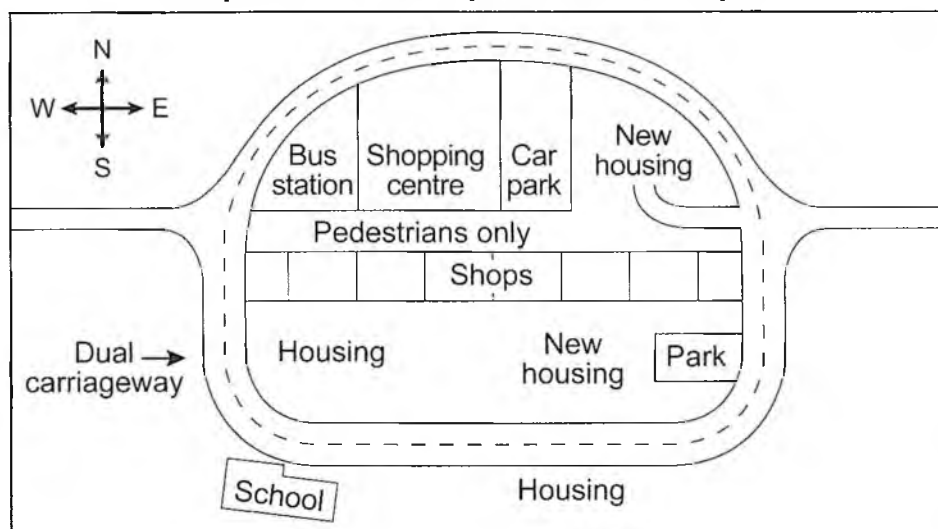 N
W E
S
Bus
station
Shopping
centre
Car
park
New
housing
Pedestrians only
Shops
Dual
carriageway
Housing
New
housing
Park
School
Housing